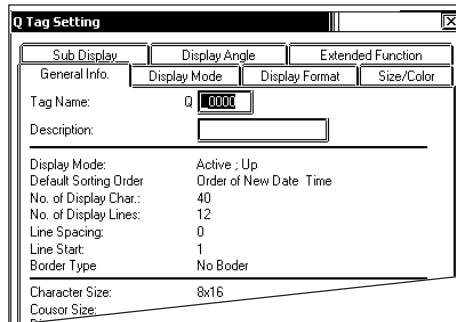 Q Tag Setting
Sub Display Display Angle Extended Function
General Info. Display Mode Display Format Size/Color
Tag Name: Q _0000
Description:
Display Mode: Active ; Up
Default Sorting Order Order of New Date Time
No. of Display Char.: 40
No. of Display Lines: 12
Line Spacing: 0
Line Start: 1
Border Type No Boder
Character Size: 8x16
Cousor Size: